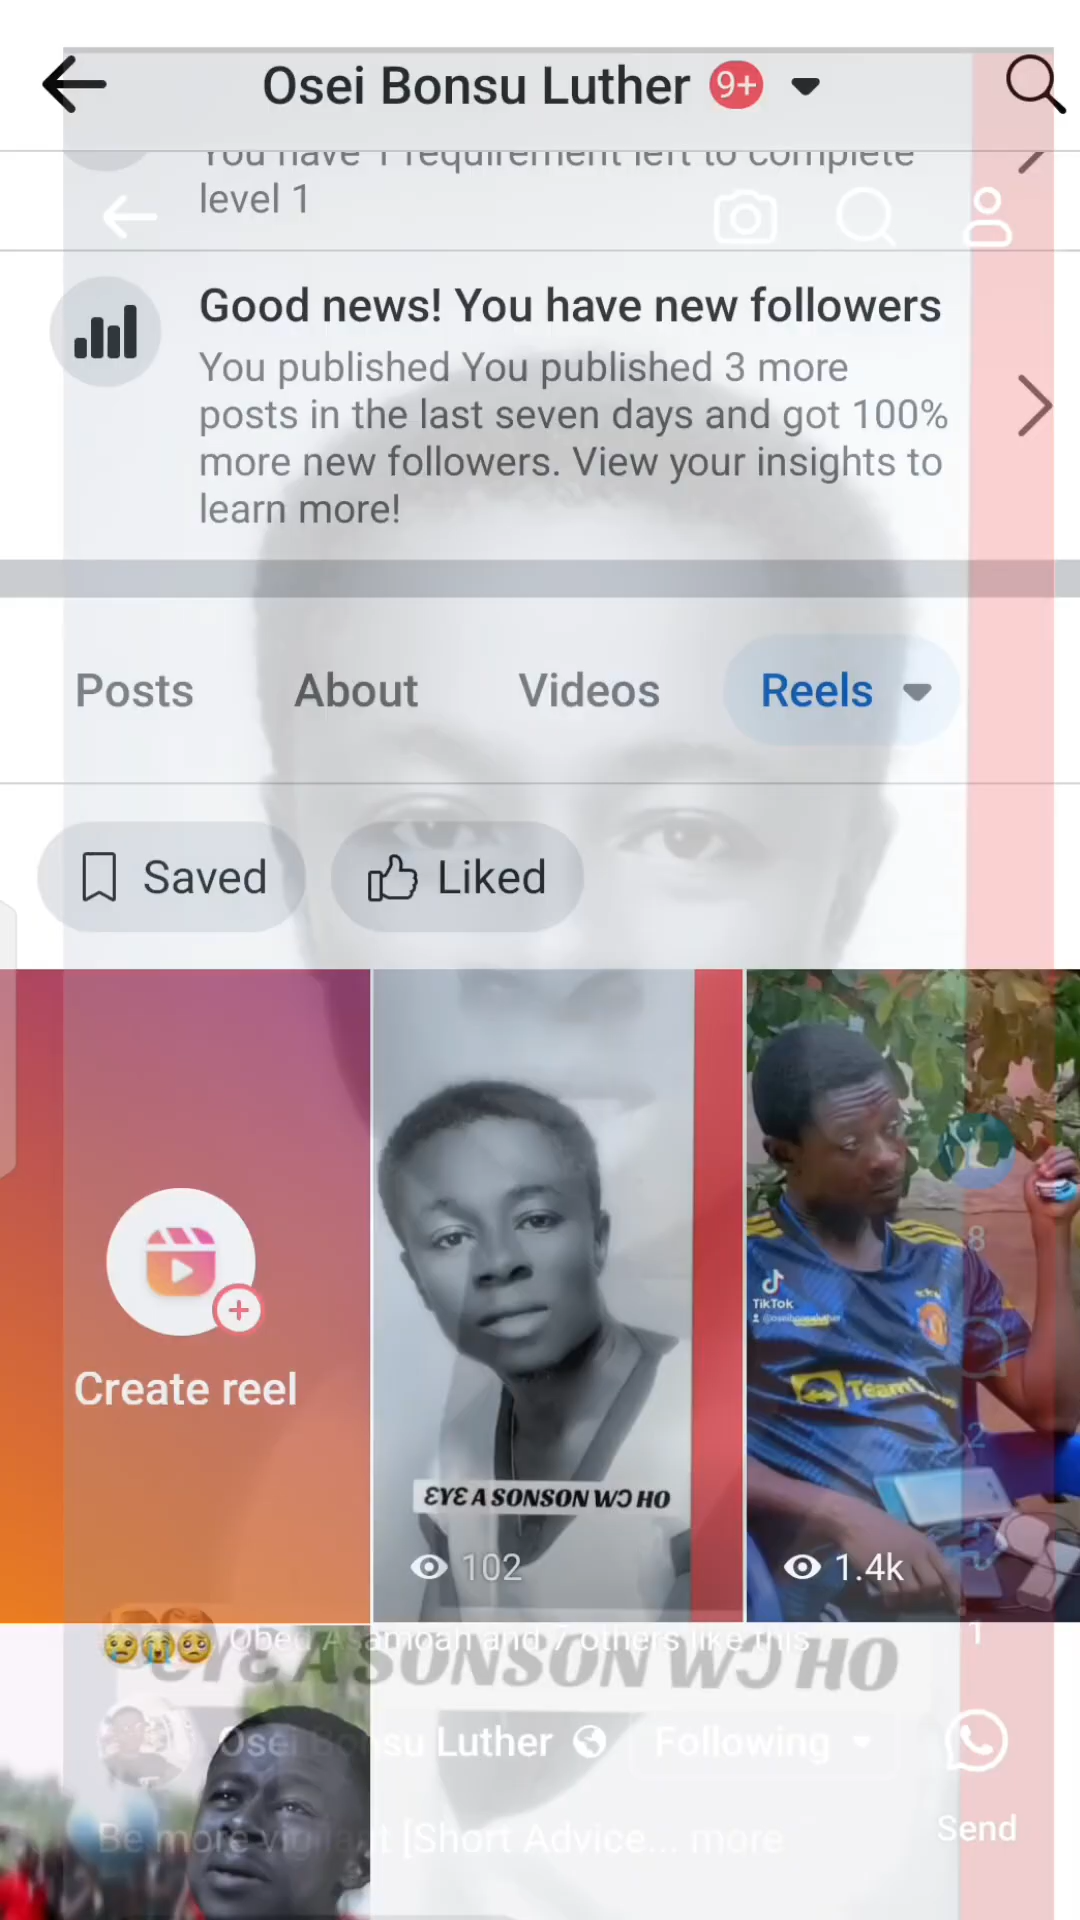 Osei Bonsu Luther 9+
You have 1 requirement left to complete
level 1
Good news! You have new followers
You published You published 3 more
posts in the last seven days and got 100%
more new followers. View your insights to
learn more!
Posts About Videos Reels
Saved Liked
Create reel
TikTok
8
TeamV
2
ƐYƐ A SONSON WƆ HO
102
1.4k
1
Obed Asamoah and 7 others like this
ƐYƐ A SONSON WƆ HO
Osei Bonsu Luther Following
Be more vigilant [Short Advice... more
Send